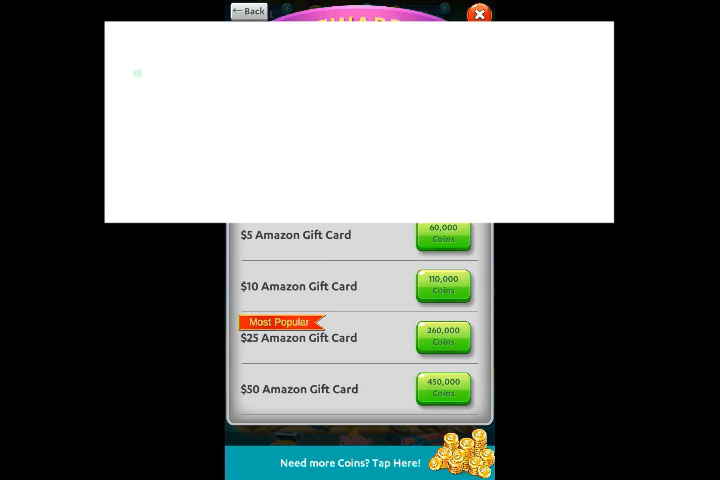 ← Back
$5 Amazon Gift Card
60,000
Coins
$10 Amazon Gift Card
110,000
Coins
Most Popular
$25 Amazon Gift Card
260,000
Coins
$50 Amazon Gift Card
450,000
Coins
Need more Coins? Tap Here!